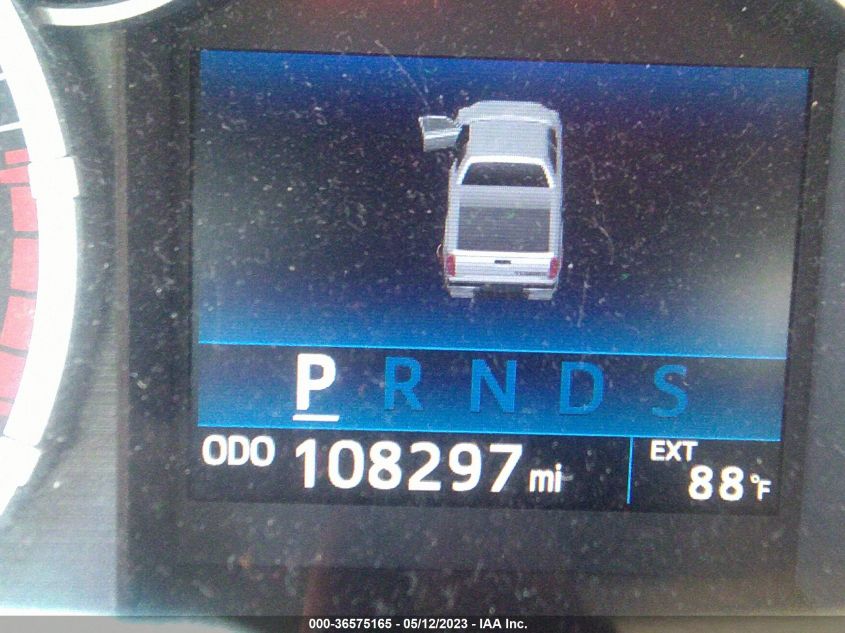 P R N D S
ODO 108297 mi
EXT
88°F
000-36575165 - 05/12/2023 - IAA Inc.